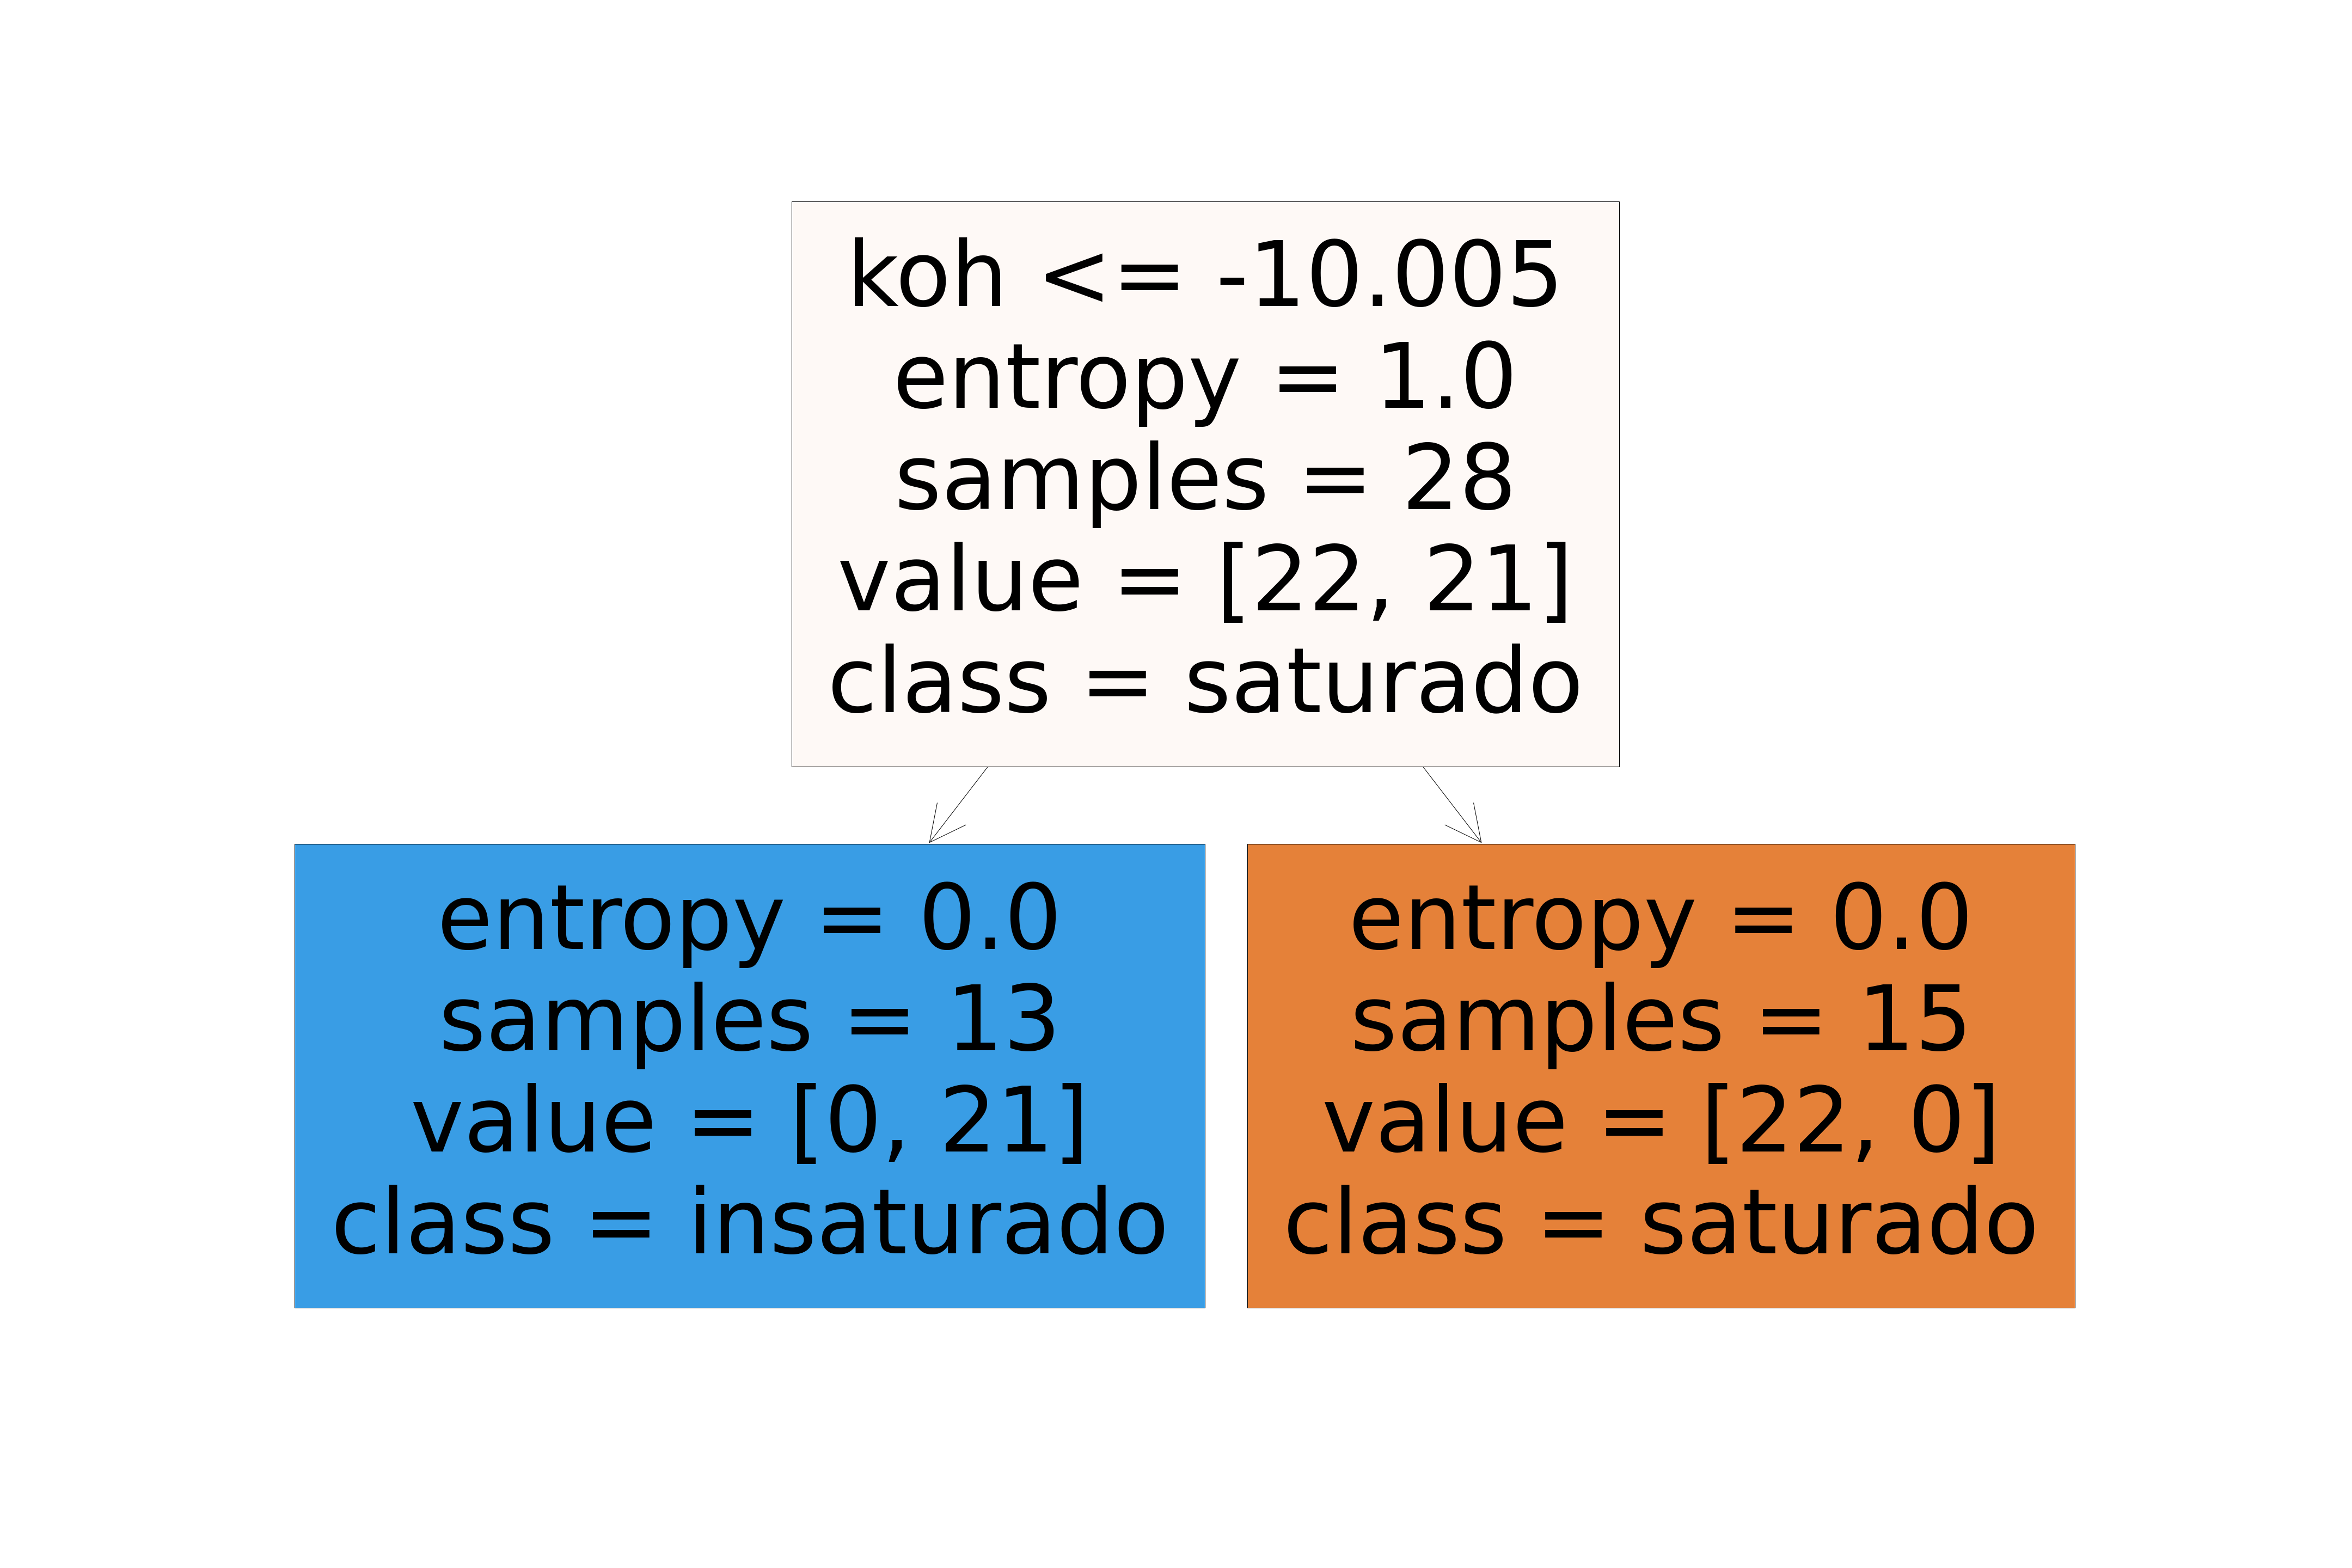 koh <= -10.005
entropy = 1.0
samples = 28
value = [22, 21]
class = saturado
entropy = 0.0
samples = 13
value = [0, 21]
class = insaturado
entropy = 0.0
samples = 15
value = [22, 0]
class = saturado